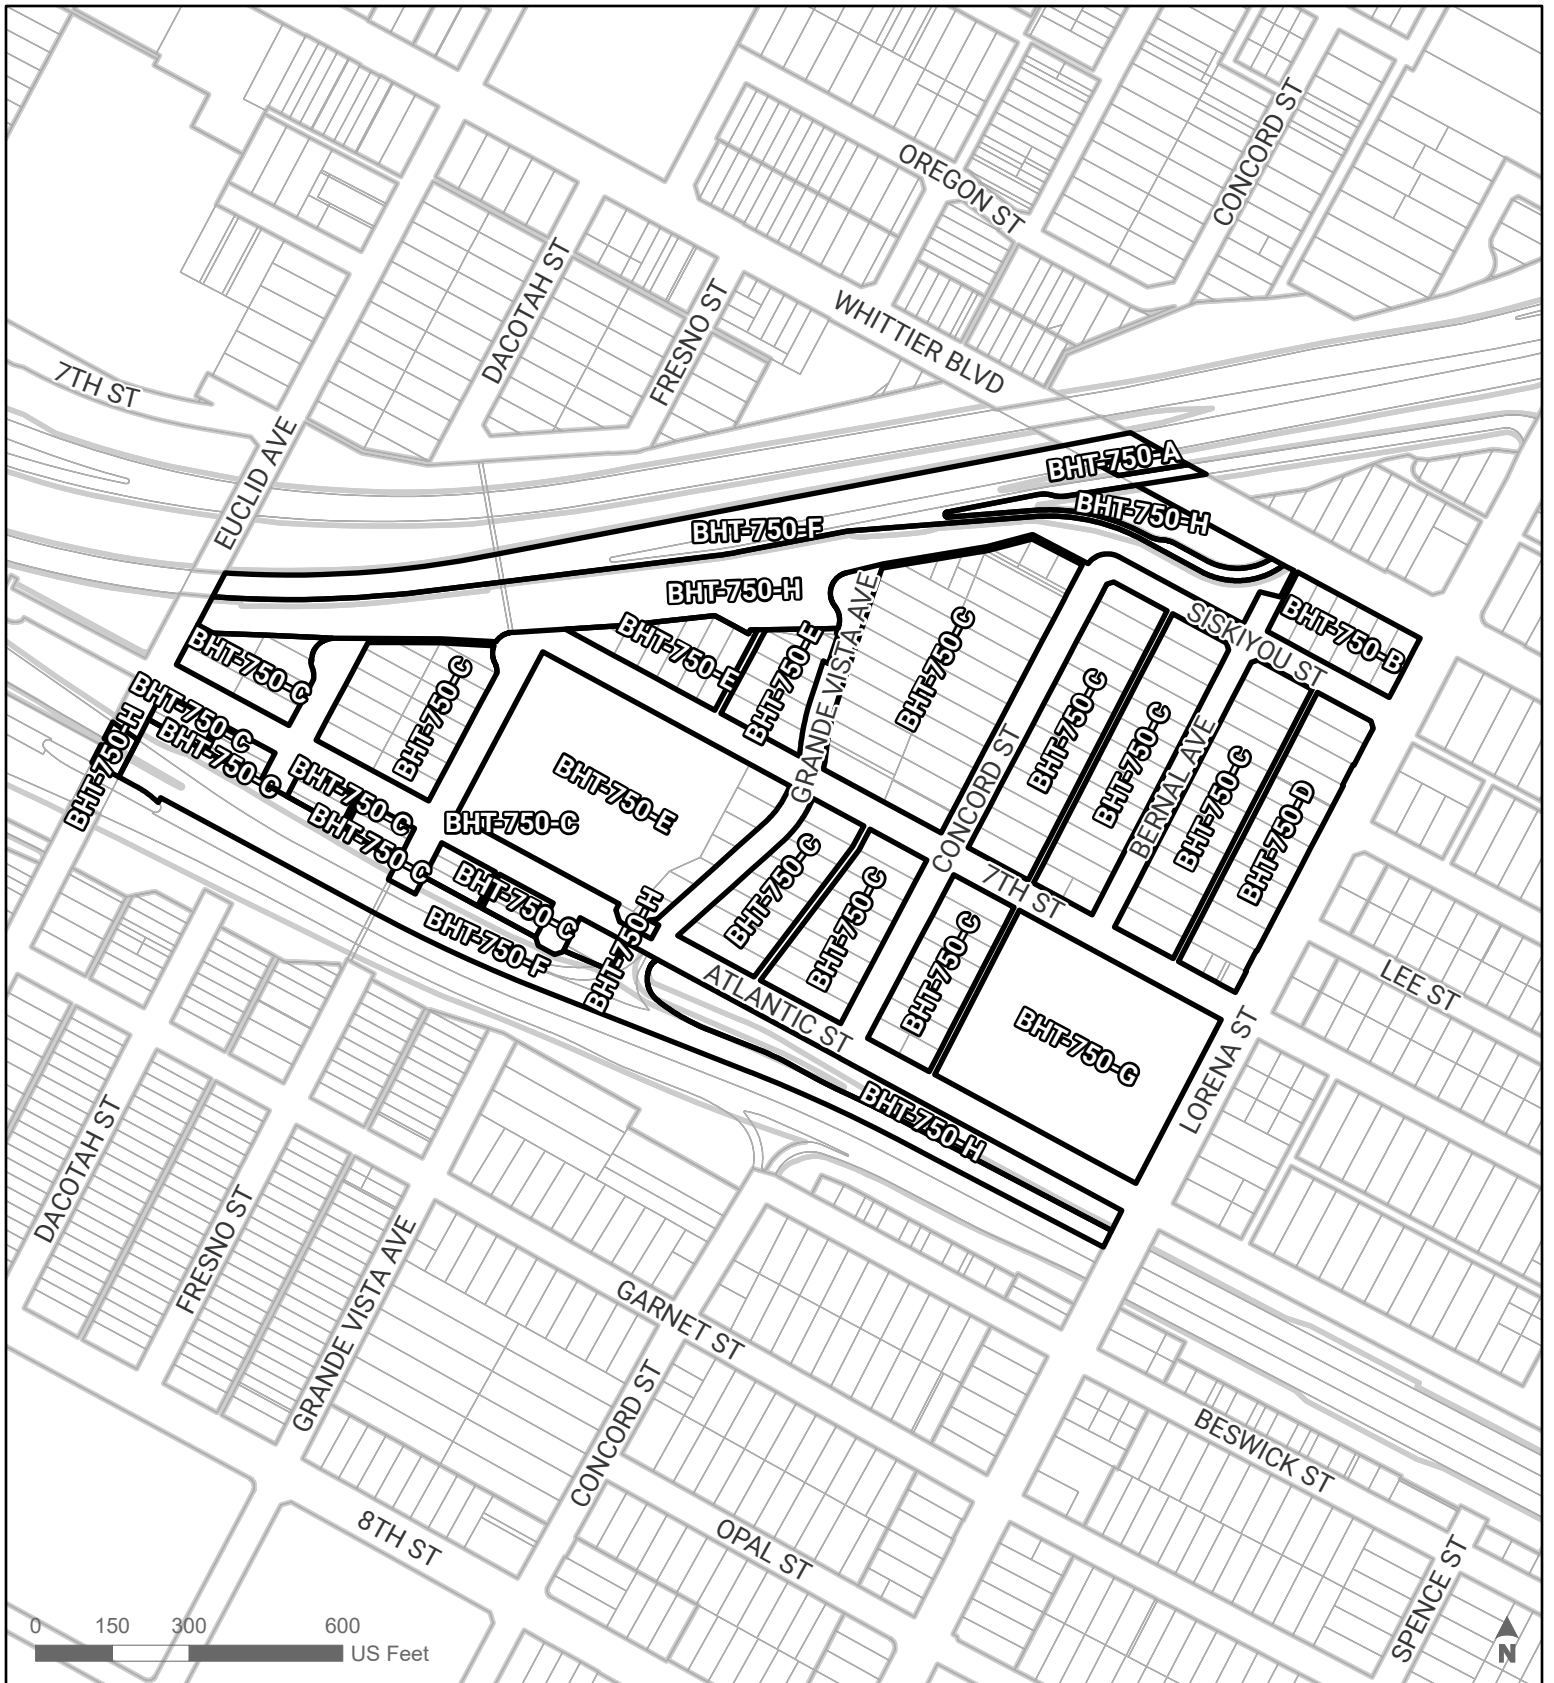 CONCORD ST
OREGON ST
DACOTAH ST
FRESNO ST
WHITTIER BLVD
7TH ST
EUCLID AVE
BHT-750-A
BHT-750-H
BHT-750-F
BHT-750-H
GRANDE VISTA AVE
BHT-750-E
BHT-750-E
BHT-750-C
SISKIYOU ST
BHT-750-B
BHT-750-C
BHT-750-C
BHT-750-C
BHT-750-C
BHT-750-H
BHT-750-C
BHT-750-C
BHT-750-C
BHT-750-C
BHT-750-C
BHT-750-E
CONCORD ST
BHT-750-C
BERNAL AVE
BHT-750-C
BHT-750-D
BHT-750-C
BHT-750-C
BHT-750-F
BHT-750-H
BHT-750-C
BHT-750-C
7TH ST
BHT-750-C
ATLANTIC ST
BHT-750-G
LEE ST
LORENA ST
BHT-750-H
DACOTAH ST
FRESNO ST
GRANDE VISTA AVE
GARNET ST
CONCORD ST
BESWICK ST
8TH ST
OPAL ST
SPENCE ST
0 150 300 600
US Feet
N